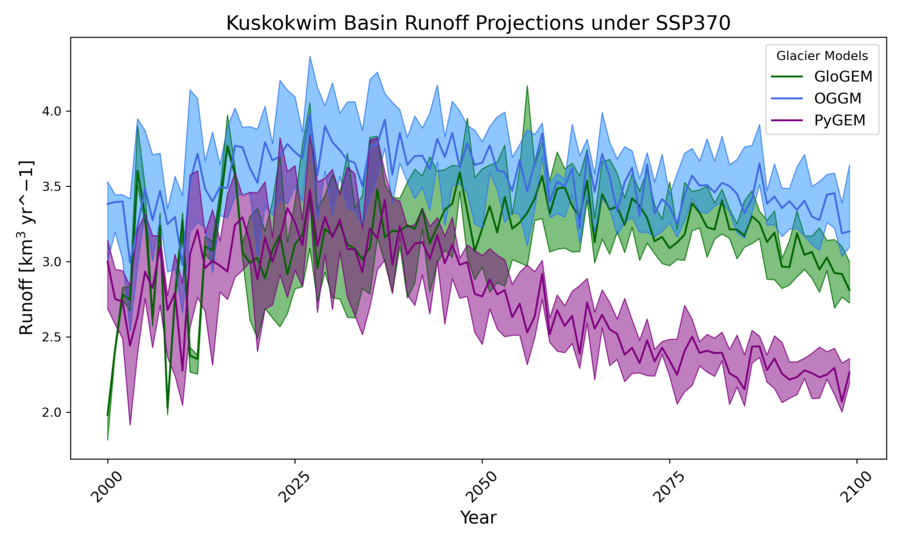 Kuskokwim Basin Runoff Projections under SSP370
Glacier Models
GloGEM
OGGM
PyGEM
Runoff [km³ yr^−1]
4.0
3.5
3.0
2.5
2.0
2000
2025
2050
2075
2100
Year